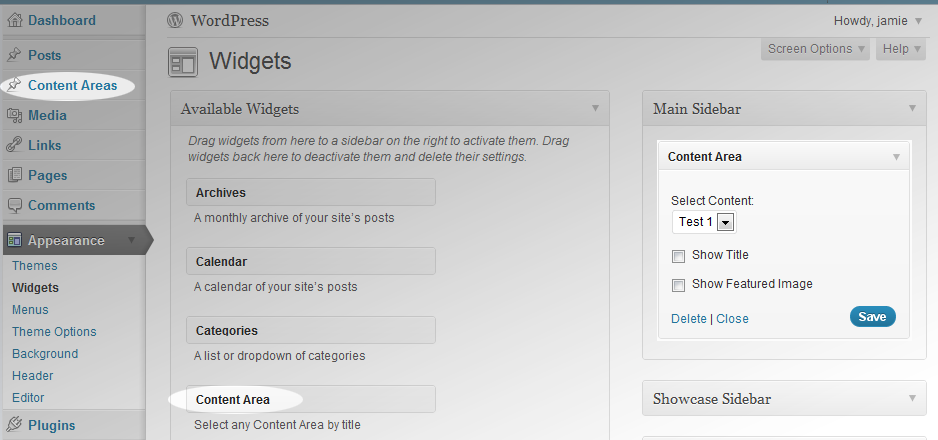 Dashboard
Posts
Content Areas
Media
Links
Pages
Comments
Appearance
Themes
Widgets
Menus
Theme Options
Background
Header
Editor
Plugins
WordPress
Howdy, jamie
Screen Options
Help
Widgets
Available Widgets
Drag widgets from here to a sidebar on the right to activate them. Drag
widgets back here to deactivate them and delete their settings.
Archives
A monthly archive of your site's posts
Calendar
A calendar of your site's posts
Categories
A list or dropdown of categories
Content Area
Select any Content Area by title
Main Sidebar
Content Area
Select Content:
Test 1
Show Title
Show Featured Image
Delete | Close
Save
Showcase Sidebar